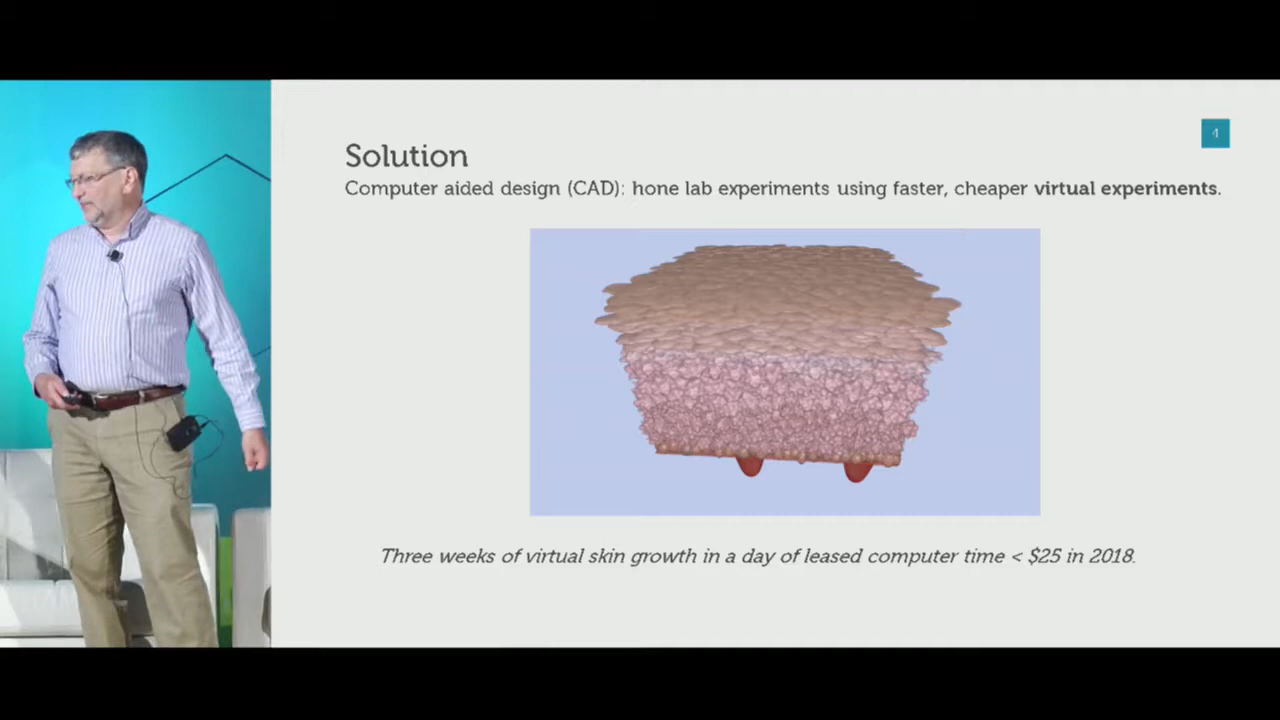 4
Solution
Computer aided design (CAD): hone lab experiments using faster, cheaper virtual experiments.
Three weeks of virtual skin growth in a day of leased computer time < $25 in 2018.